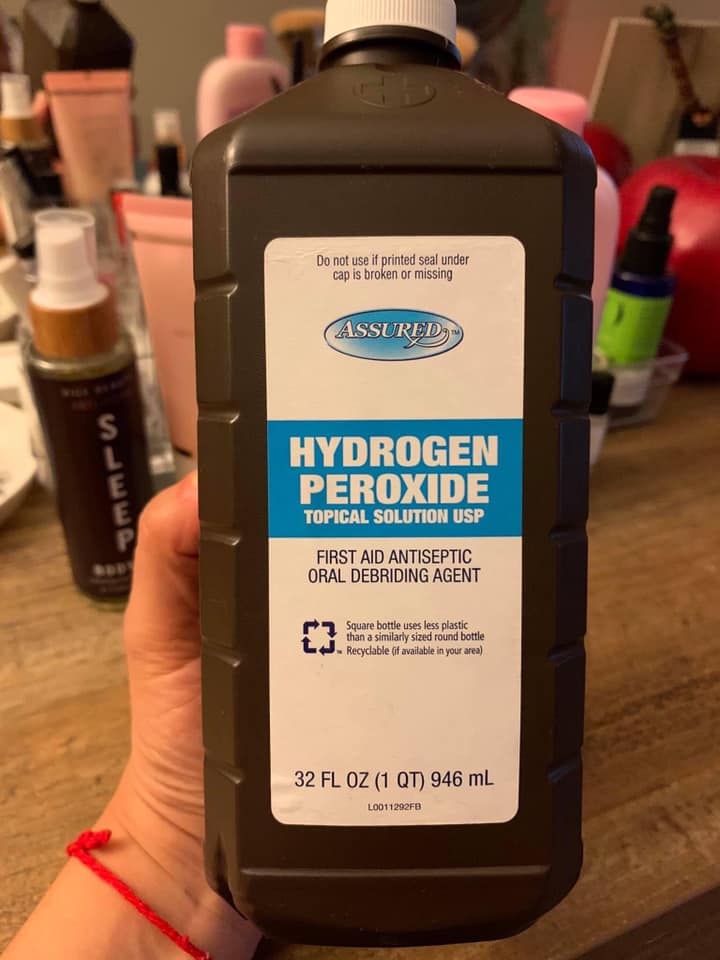 Do not use if printed seal under
cap is broken or missing
ASSURED™
HYDROGEN
PEROXIDE
TOPICAL SOLUTION USP
FIRST AID ANTISEPTIC
ORAL DEBRIDING AGENT
Square bottle uses less plastic
than a similarly sized round bottle
Recyclable (if available in your area)
32 FL OZ (1 QT) 946 mL
L0011292FB
SLEEP
BODY